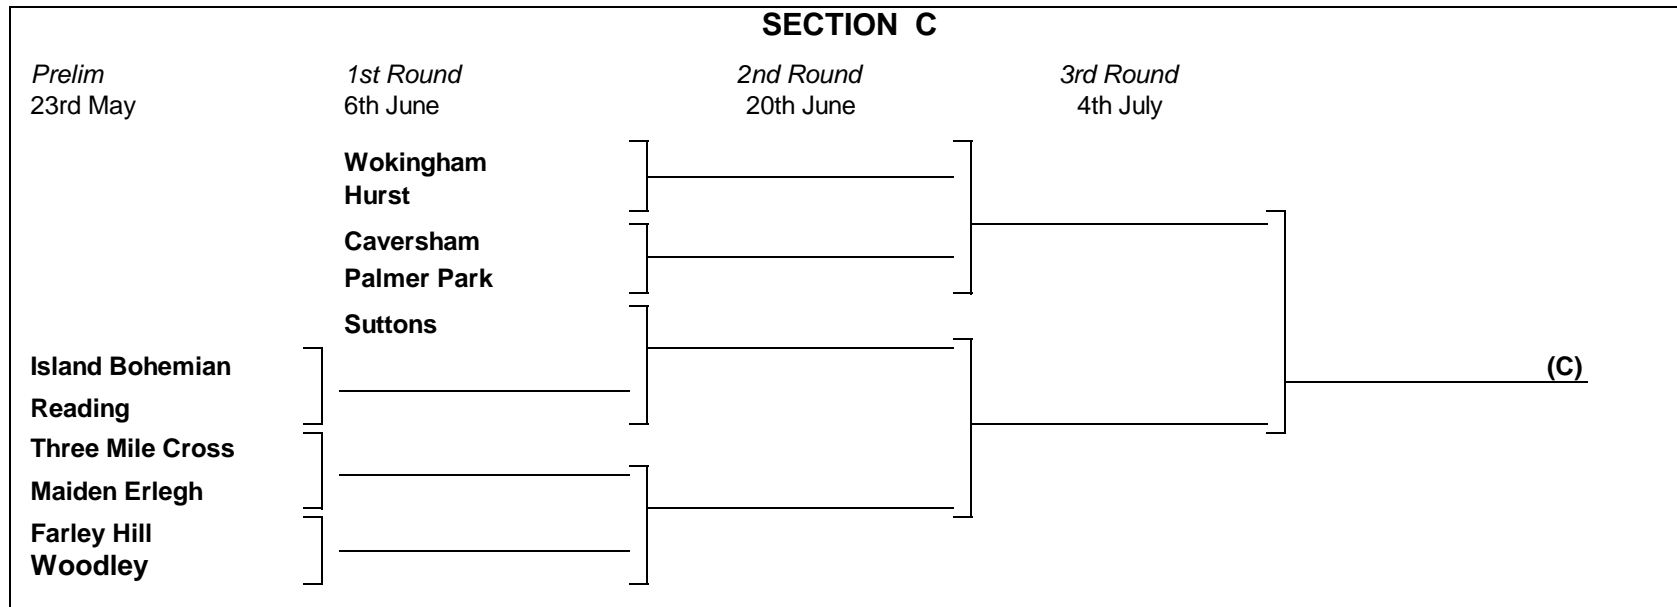 SECTION C
Prelim 1st Round 2nd Round 3rd Round
23rd May 6th June 20th June 4th July
Wokingham
Hurst
Caversham
Palmer Park
Suttons
Island Bohemian (C)
Reading
Three Mile Cross
Maiden Erlegh
Farley Hill
Woodley